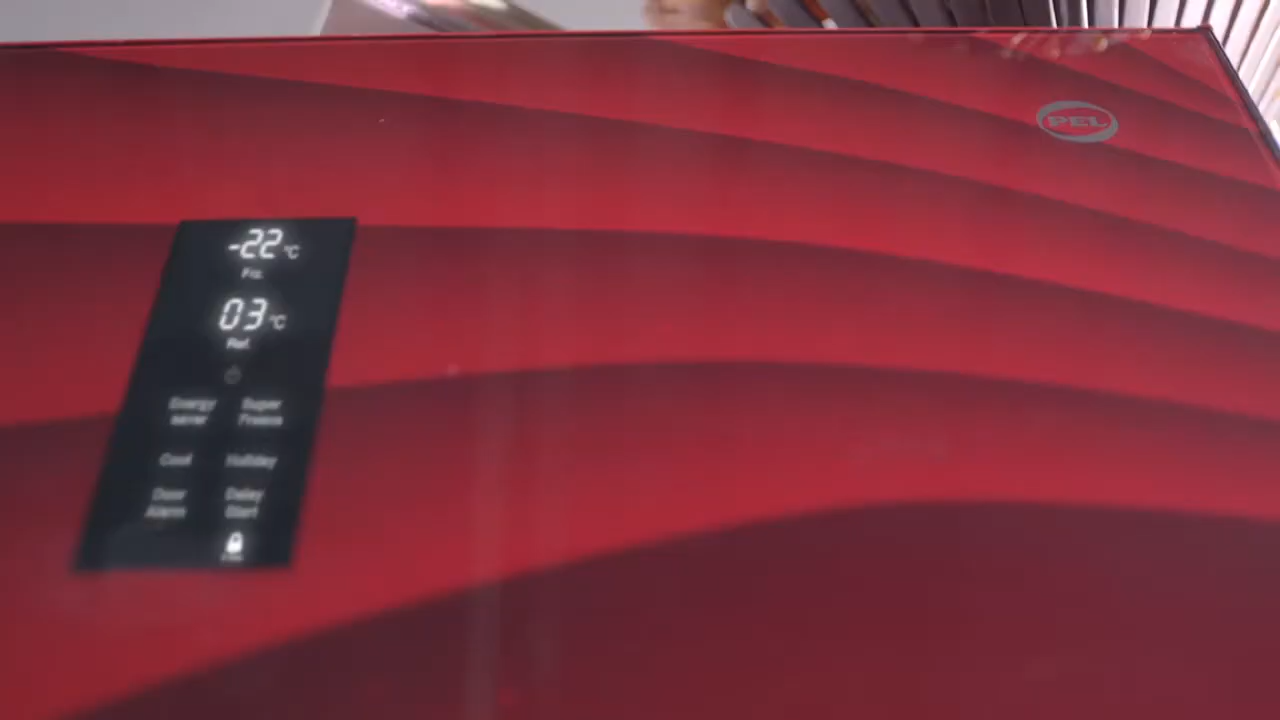 PEL
-22°C
Frz.
03°C
Ref.
Energy
saver
Super
Freeze
Cool
Holiday
Door
Alarm
Delay
Start